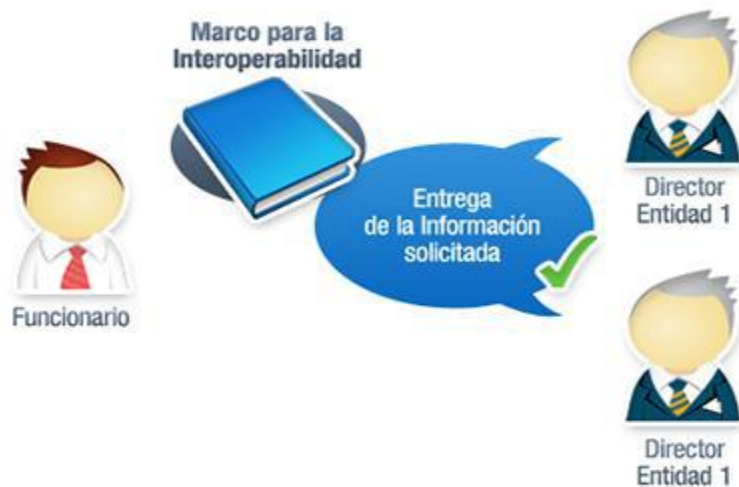 Marco para la
Interoperabilidad
Entrega
de la Información
solicitada
Director
Entidad 1
Funcionario
Director
Entidad 1